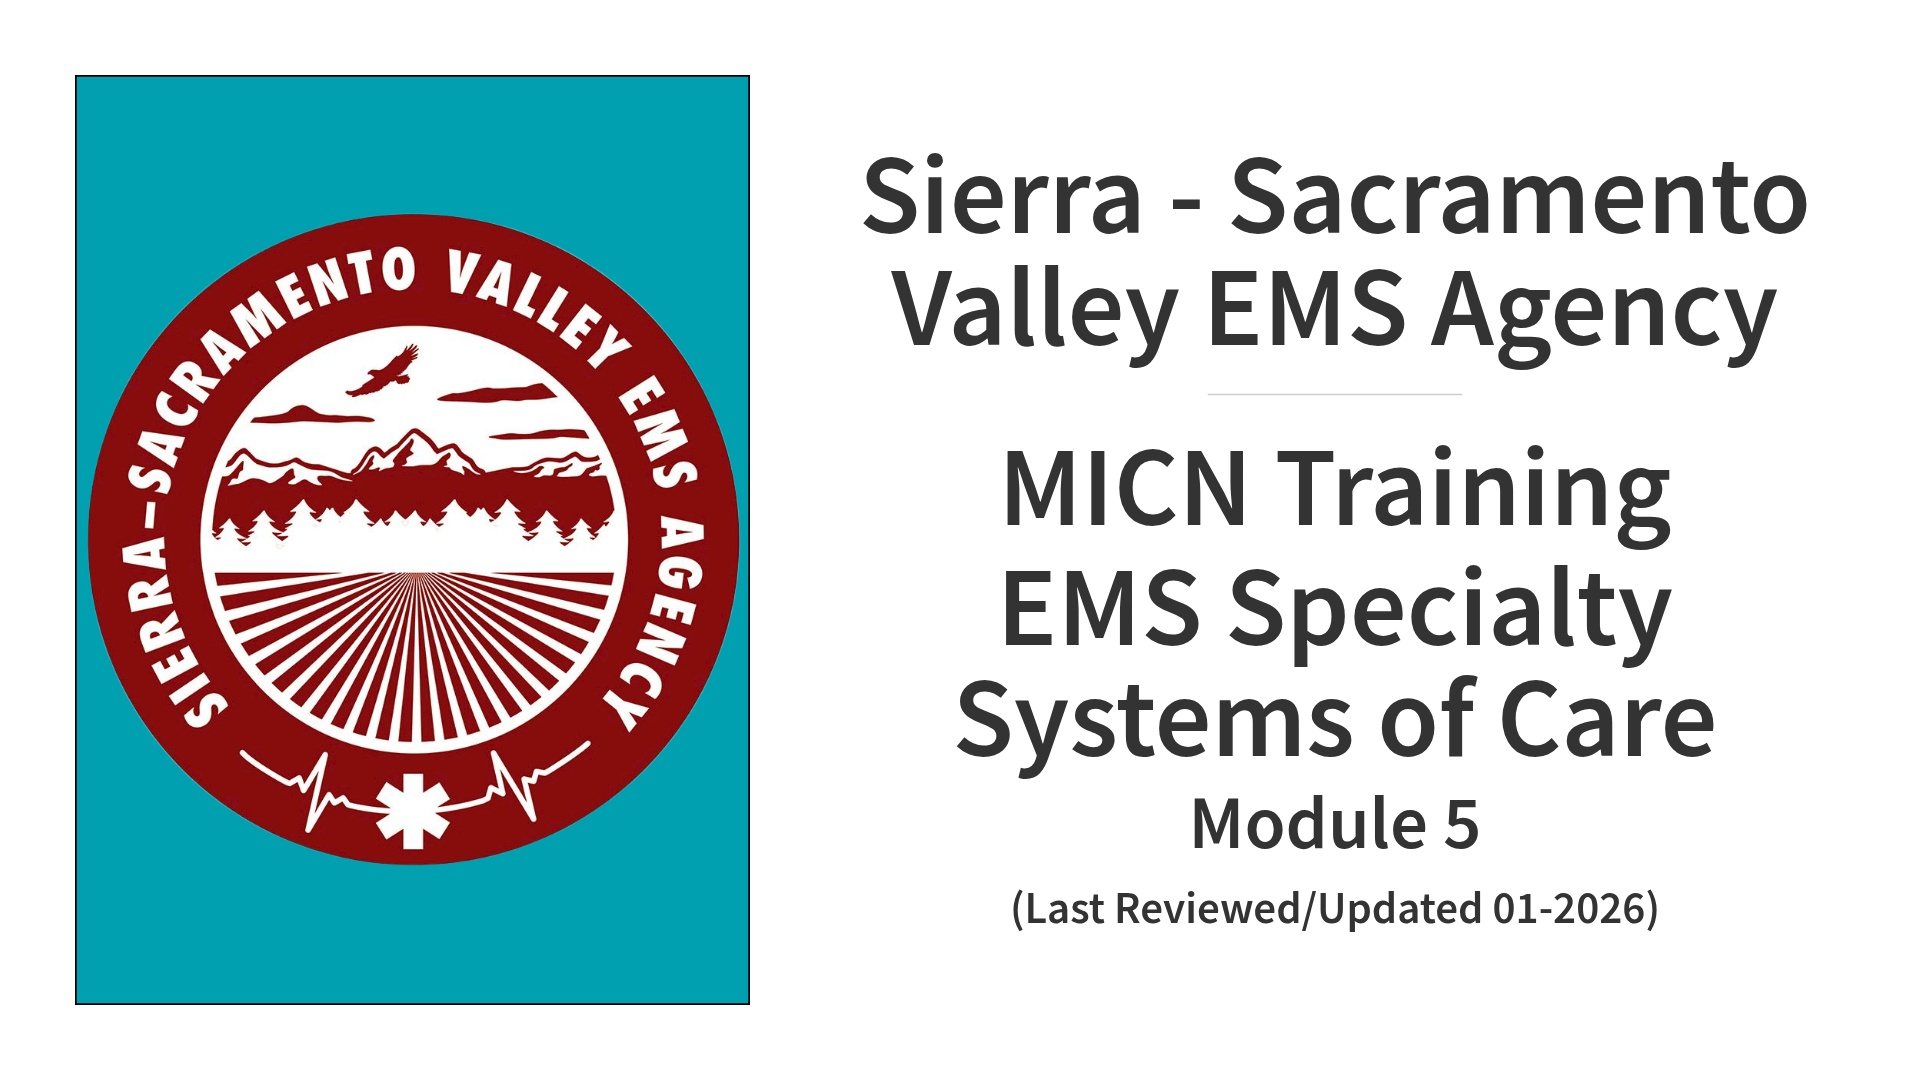 SIERRA–SACRAMENTO VALLEY EMS AGENCY
Sierra - Sacramento
Valley EMS Agency
MICN Training
EMS Specialty
Systems of Care
Module 5
(Last Reviewed/Updated 01-2026)